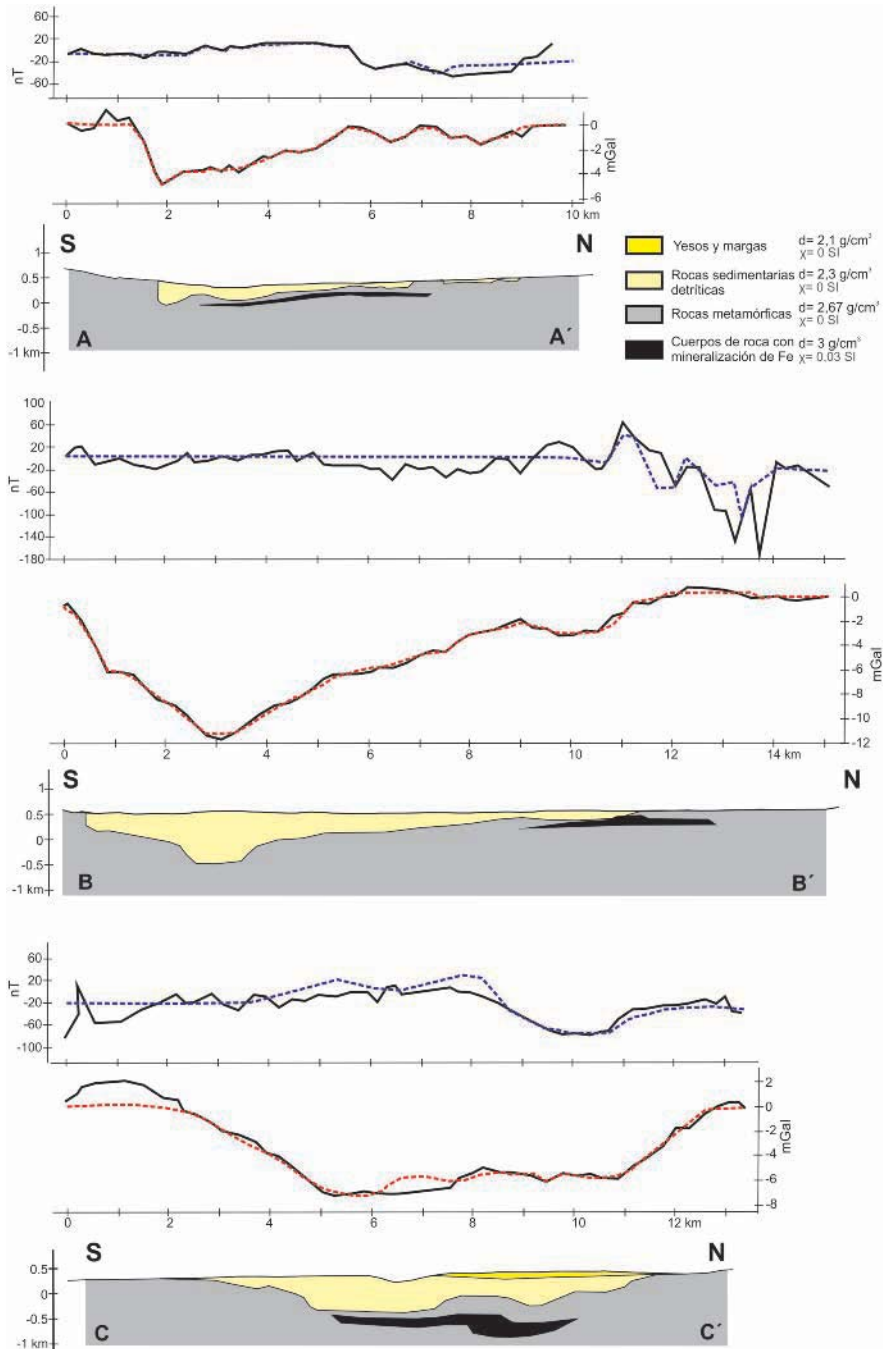 60
20
-20
-60
nT
0
-2
-4
-6
mGal
0 2 4 6 8 10 km
S N
1
0.5
0
-0.5
-1 km
A A´
Yesos y margas d= 2,1 g/cm³
χ= 0 SI
Rocas sedimentarias d= 2,3 g/cm³
detríticas χ= 0 SI
Rocas metamórficas d= 2,67 g/cm³
χ= 0 SI
Cuerpos de roca con d= 3 g/cm³
mineralización de Fe χ= 0.03 SI
100
60
20
-20
-60
-100
-140
-180
nT
0
-2
-4
-6
-8
-10
-12
mGal
0 2 4 6 8 10 12 14 km
S N
1
0.5
0
-0.5
-1 km
B B´
60
20
-20
-60
-100
nT
2
0
-2
-4
-6
-8
mGal
0 2 4 6 8 10 12 km
S N
0.5
0
-0.5
-1 km
C C´